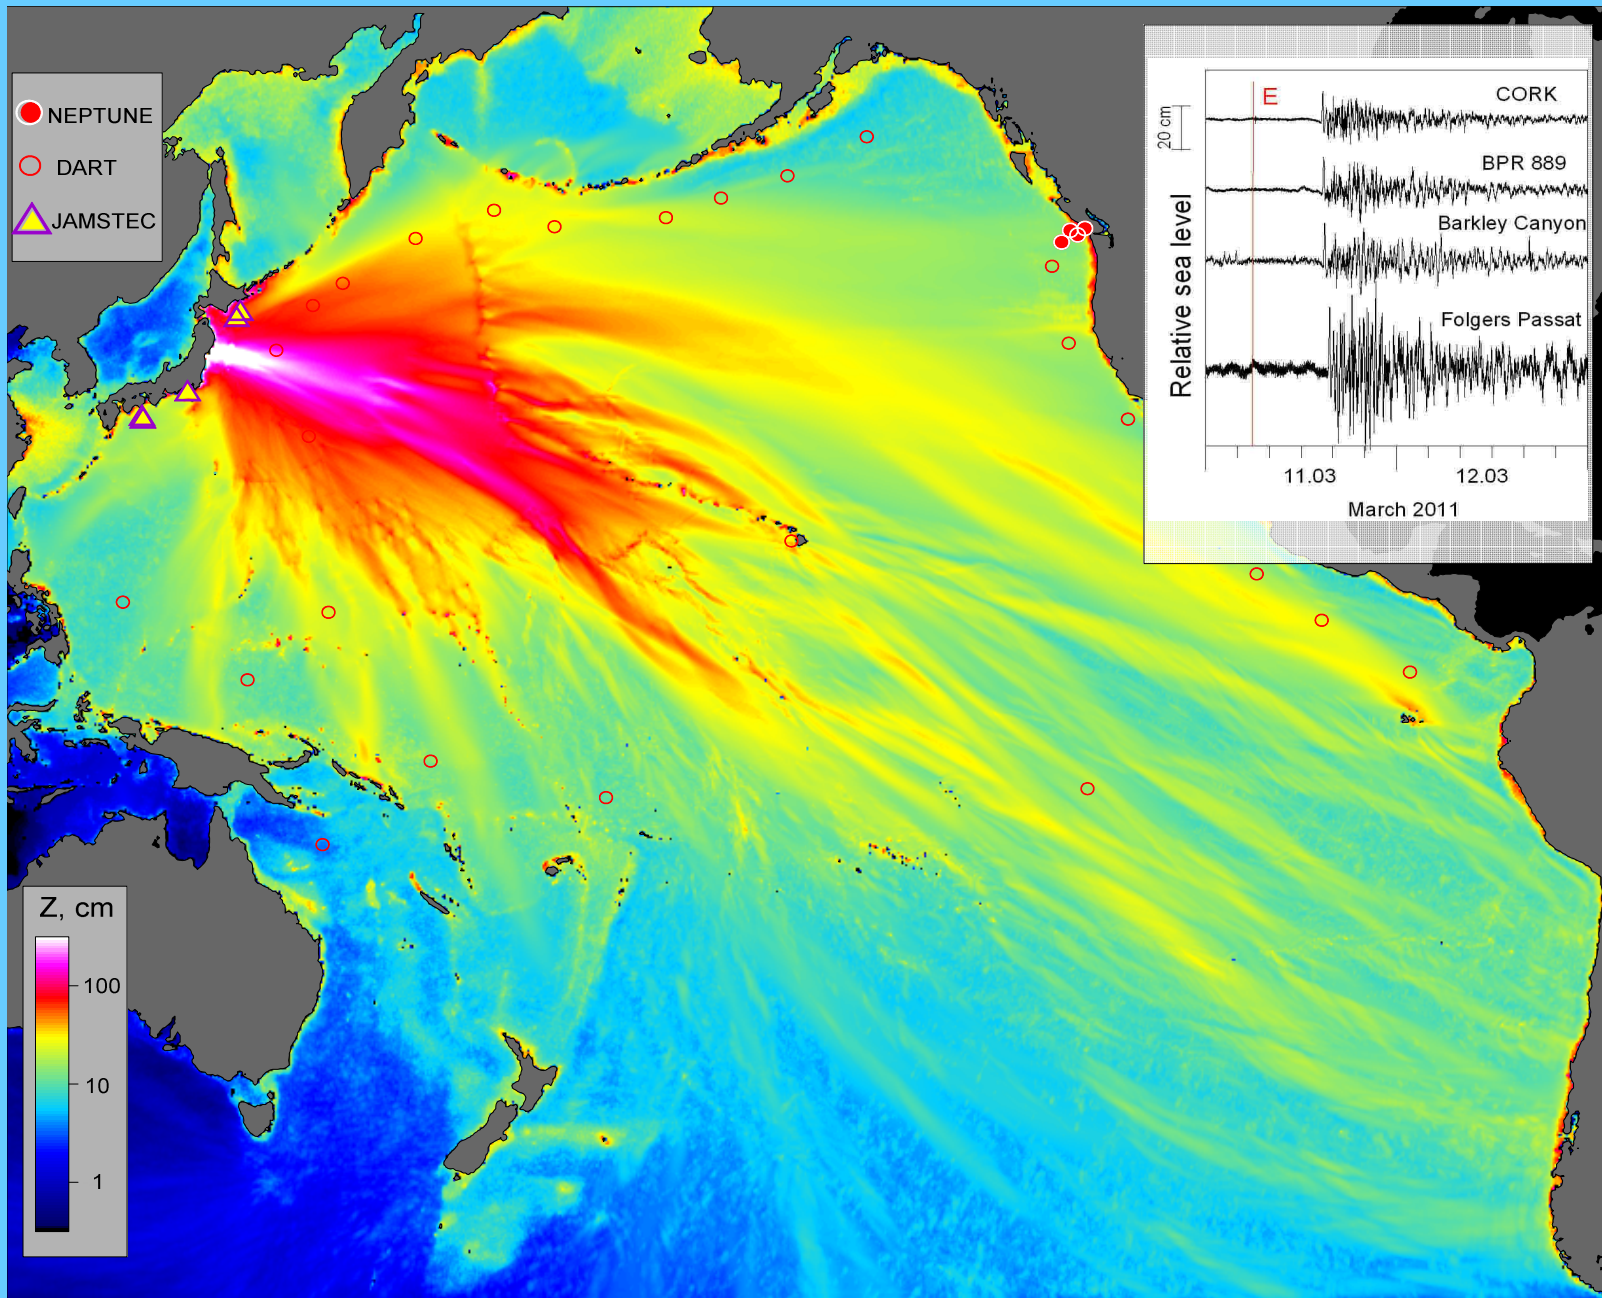 NEPTUNE
DART
JAMSTEC
E
CORK
20 cm
BPR 889
Barkley Canyon
Relative sea level
Folgers Passat
11.03
12.03
March 2011
Z, cm
100
10
1